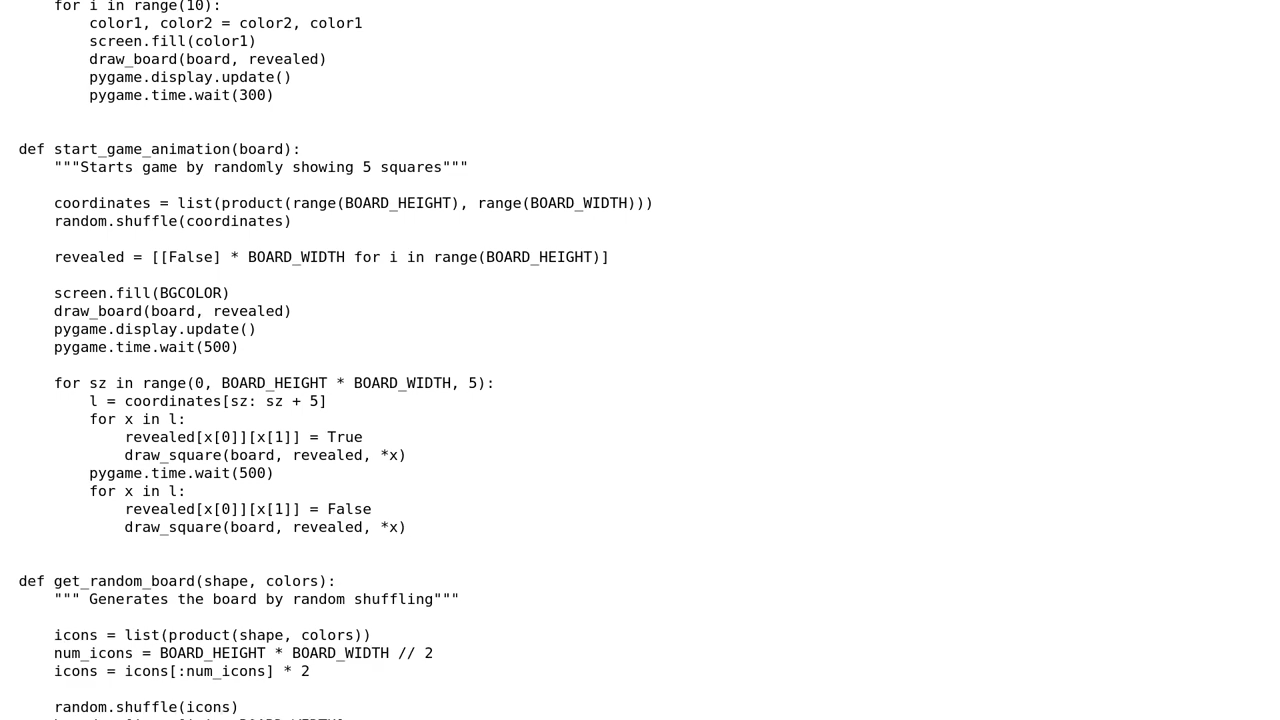 for i in range(10):
        color1, color2 = color2, color1
        screen.fill(color1)
        draw_board(board, revealed)
        pygame.display.update()
        pygame.time.wait(300)


def start_game_animation(board):
    """Starts game by randomly showing 5 squares"""

    coordinates = list(product(range(BOARD_HEIGHT), range(BOARD_WIDTH)))
    random.shuffle(coordinates)

    revealed = [[False] * BOARD_WIDTH for i in range(BOARD_HEIGHT)]

    screen.fill(BGCOLOR)
    draw_board(board, revealed)
    pygame.display.update()
    pygame.time.wait(500)

    for sz in range(0, BOARD_HEIGHT * BOARD_WIDTH, 5):
        l = coordinates[sz: sz + 5]
        for x in l:
            revealed[x[0]][x[1]] = True
            draw_square(board, revealed, *x)
        pygame.time.wait(500)
        for x in l:
            revealed[x[0]][x[1]] = False
            draw_square(board, revealed, *x)


def get_random_board(shape, colors):
    """ Generates the board by random shuffling"""

    icons = list(product(shape, colors))
    num_icons = BOARD_HEIGHT * BOARD_WIDTH // 2
    icons = icons[:num_icons] * 2

    random.shuffle(icons)